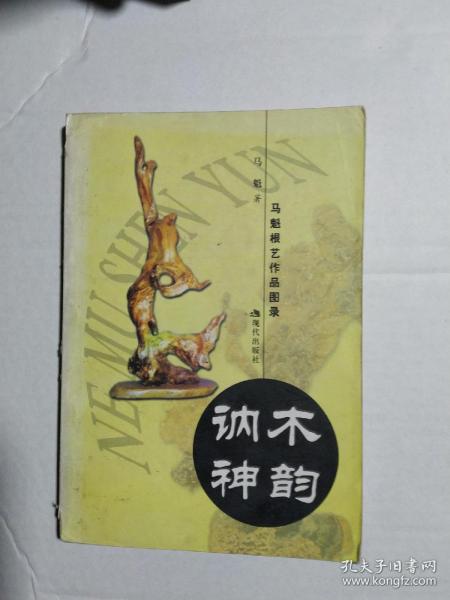 NE MU SHEN YUN
马魁 著
马魁根艺作品图录
现代出版社
讷木
神韵
孔夫子旧书网
www.kongfz.com